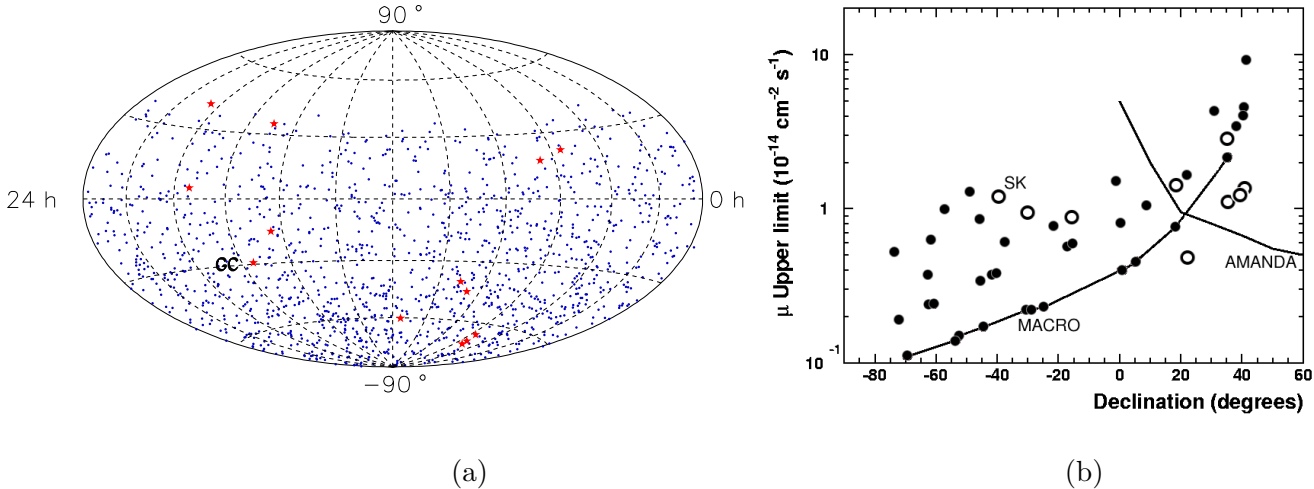 90 °
24 h
0 h
GC
−90 °
(a)
μ Upper limit (10⁻¹⁴ cm⁻² s⁻¹)
10
1
10⁻¹
SK
MACRO
AMANDA
-80 -60 -40 -20 0 20 40 60
Declination (degrees)
(b)